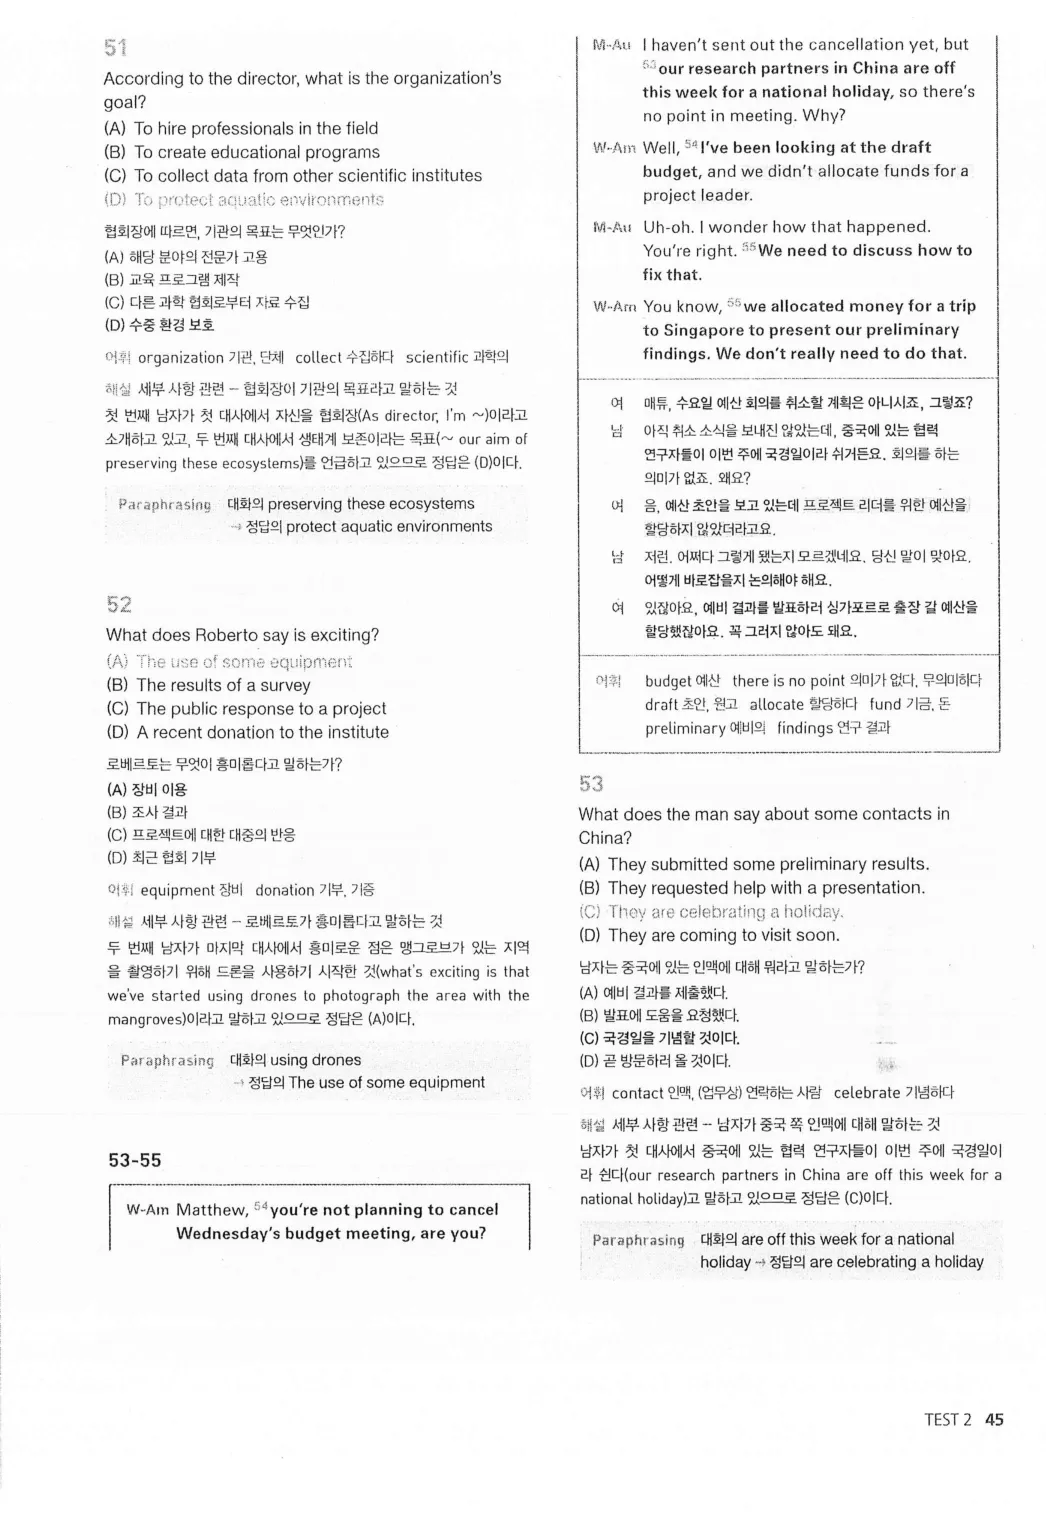 51
According to the director, what is the organization's
goal?
(A) To hire professionals in the field
(B) To create educational programs
(C) To collect data from other scientific institutes
(D) To protect aquatic environments
협회장에 따르면, 기관의 목표는 무엇인가?
(A) 해당 분야의 전문가 고용
(B) 교육 프로그램 제작
(C) 다른 과학 협회로부터 자료 수집
(D) 수중 환경 보호
어휘 organization 기관, 단체 collect 수집하다 scientific 과학의
해설 세부 사항 관련 – 협회장이 기관의 목표라고 말하는 것
첫 번째 남자가 첫 대사에서 자신을 협회장(As director, I'm ~)이라고
소개하고 있고, 두 번째 대사에서 생태계 보존이라는 목표(~ our aim of
preserving these ecosystems)를 언급하고 있으므로 정답은 (D)이다.
Paraphrasing 대화의 preserving these ecosystems
→ 정답의 protect aquatic environments
52
What does Roberto say is exciting?
(A) The use of some equipment
(B) The results of a survey
(C) The public response to a project
(D) A recent donation to the institute
로베르토는 무엇이 흥미롭다고 말하는가?
(A) 장비 이용
(B) 조사 결과
(C) 프로젝트에 대한 대중의 반응
(D) 최근 협회 기부
어휘 equipment 장비 donation 기부, 기증
해설 세부 사항 관련 – 로베르토가 흥미롭다고 말하는 것
두 번째 남자가 마지막 대사에서 흥미로운 점은 맹그로브가 있는 지역
을 촬영하기 위해 드론을 사용하기 시작한 것(what's exciting is that
we've started using drones to photograph the area with the
mangroves)이라고 말하고 있으므로 정답은 (A)이다.
Paraphrasing 대화의 using drones
→ 정답의 The use of some equipment
53-55
W-Am Matthew, 54you're not planning to cancel
Wednesday's budget meeting, are you?
M-Au I haven't sent out the cancellation yet, but
53our research partners in China are off
this week for a national holiday, so there's
no point in meeting. Why?
W-Am Well, 54I've been looking at the draft
budget, and we didn't allocate funds for a
project leader.
M-Au Uh-oh. I wonder how that happened.
You're right. 55We need to discuss how to
fix that.
W-Am You know, 55we allocated money for a trip
to Singapore to present our preliminary
findings. We don't really need to do that.
여 매튜, 수요일 예산 회의를 취소할 계획은 아니시죠, 그렇죠?
남 아직 취소 소식을 보내진 않았는데, 중국에 있는 협력
연구자들이 이번 주에 국경일이라 쉬거든요. 회의를 하는
의미가 없죠. 왜요?
여 음, 예산 초안을 보고 있는데 프로젝트 리더를 위한 예산을
할당하지 않았더라고요.
남 저런. 어쩌다 그렇게 됐는지 모르겠네요. 당신 말이 맞아요.
어떻게 바로잡을지 논의해야 해요.
여 있잖아요, 예비 결과를 발표하러 싱가포르로 출장 갈 예산을
할당했잖아요. 꼭 그러지 않아도 돼요.
어휘 budget 예산 there is no point 의미가 없다, 무의미하다
draft 초안, 원고 allocate 할당하다 fund 기금, 돈
preliminary 예비의 findings 연구 결과
53
What does the man say about some contacts in
China?
(A) They submitted some preliminary results.
(B) They requested help with a presentation.
(C) They are celebrating a holiday.
(D) They are coming to visit soon.
남자는 중국에 있는 인맥에 대해 뭐라고 말하는가?
(A) 예비 결과를 제출했다.
(B) 발표에 도움을 요청했다.
(C) 국경일을 기념할 것이다.
(D) 곧 방문하러 올 것이다.
어휘 contact 인맥, (업무상) 연락하는 사람 celebrate 기념하다
해설 세부 사항 관련 – 남자가 중국 쪽 인맥에 대해 말하는 것
남자가 첫 대사에서 중국에 있는 협력 연구자들이 이번 주에 국경일이
라 쉰다(our research partners in China are off this week for a
national holiday)고 말하고 있으므로 정답은 (C)이다.
Paraphrasing 대화의 are off this week for a national
holiday → 정답의 are celebrating a holiday
TEST 2 45